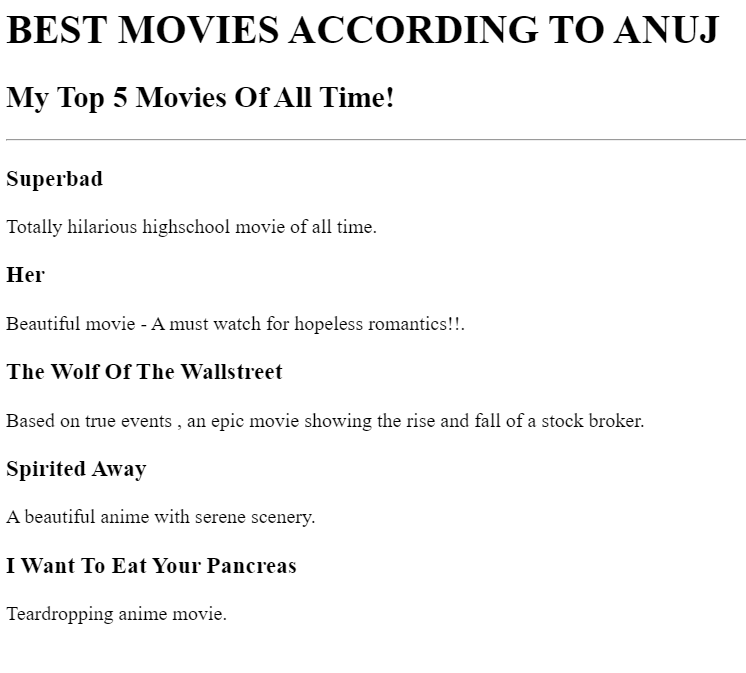 BEST MOVIES ACCORDING TO ANUJ
My Top 5 Movies Of All Time!
Superbad
Totally hilarious highschool movie of all time.
Her
Beautiful movie - A must watch for hopeless romantics!!.
The Wolf Of The Wallstreet
Based on true events , an epic movie showing the rise and fall of a stock broker.
Spirited Away
A beautiful anime with serene scenery.
I Want To Eat Your Pancreas
Teardropping anime movie.